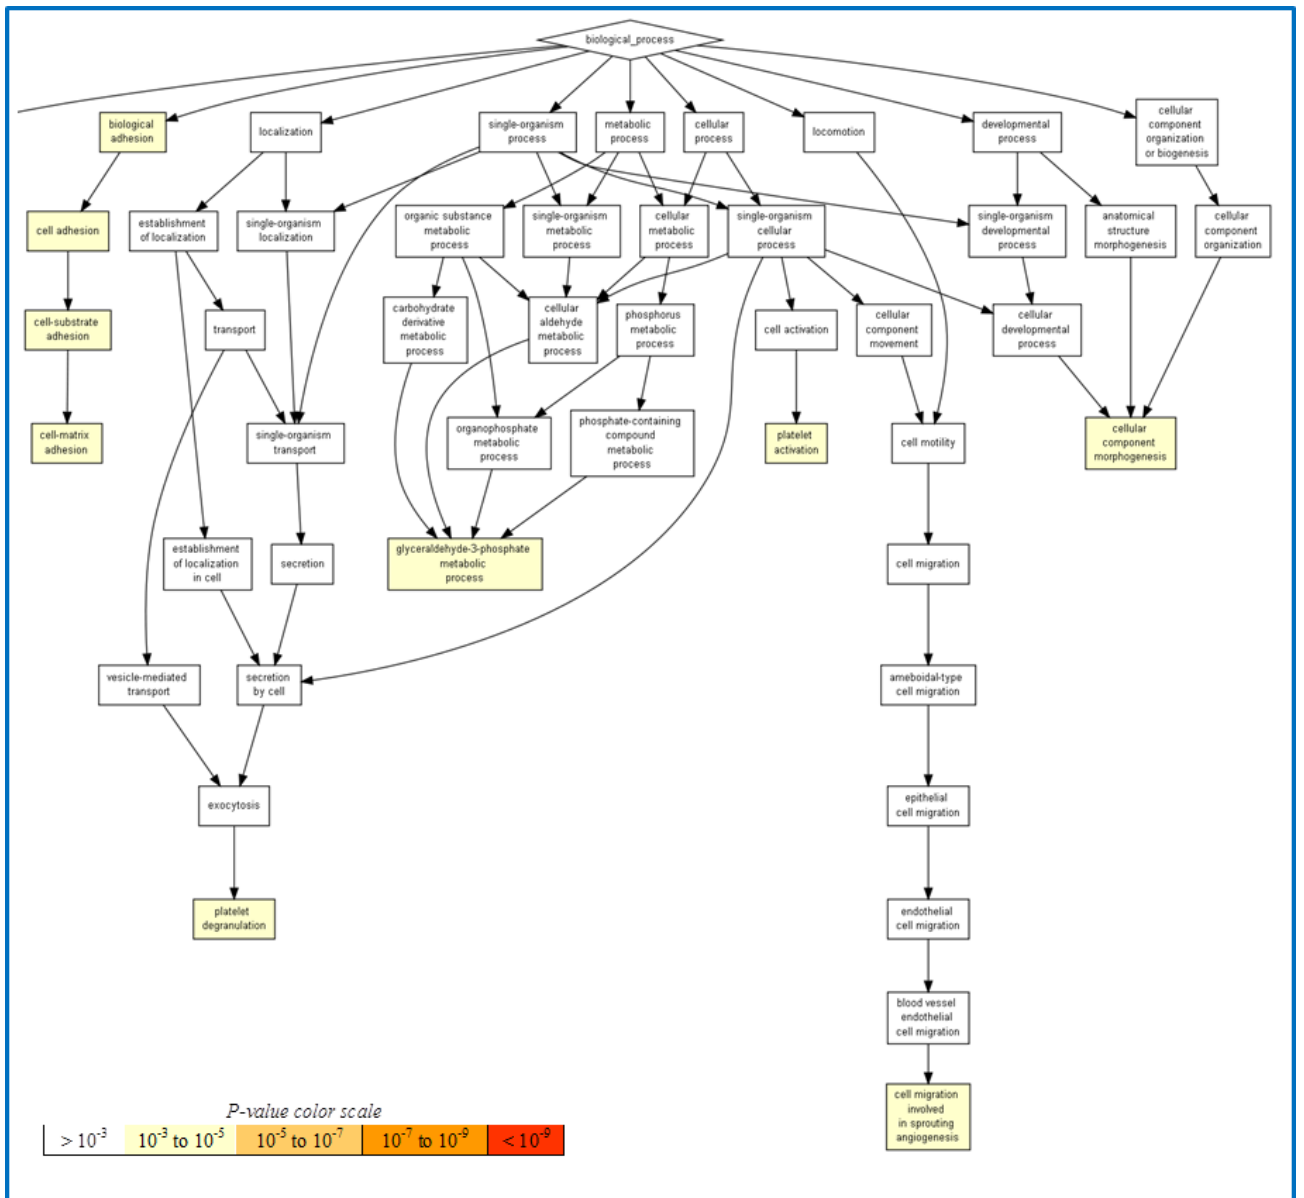 biological_process
biological
adhesion
localization
single-organism
process
metabolic
process
cellular
process
locomotion
developmental
process
cellular
component
organization
or biogenesis
cell adhesion
establishment
of localization
single-organism
localization
organic substance
metabolic
process
single-organism
metabolic
process
cellular
metabolic
process
single-organism
cellular
process
single-organism
developmental
process
anatomical
structure
morphogenesis
cellular
component
organization
cell-substrate
adhesion
transport
carbohydrate
derivative
metabolic
process
cellular
aldehyde
metabolic
process
phosphorus
metabolic
process
cell activation
cellular
component
movement
cellular
developmental
process
cell-matrix
adhesion
single-organism
transport
organophosphate
metabolic
process
phosphate-containing
compound
metabolic
process
platelet
activation
cell motility
cellular
component
morphogenesis
establishment
of localization
in cell
secretion
glyceraldehyde-3-phosphate
metabolic
process
cell migration
vesicle-mediated
transport
secretion
by cell
ameboidal-type
cell migration
exocytosis
epithelial
cell migration
platelet
degranulation
endothelial
cell migration
blood vessel
endothelial
cell migration
cell migration
involved
in sprouting
angiogenesis
P-value color scale
> 10⁻³ 10⁻³ to 10⁻⁵ 10⁻⁵ to 10⁻⁷ 10⁻⁷ to 10⁻⁹ < 10⁻⁹